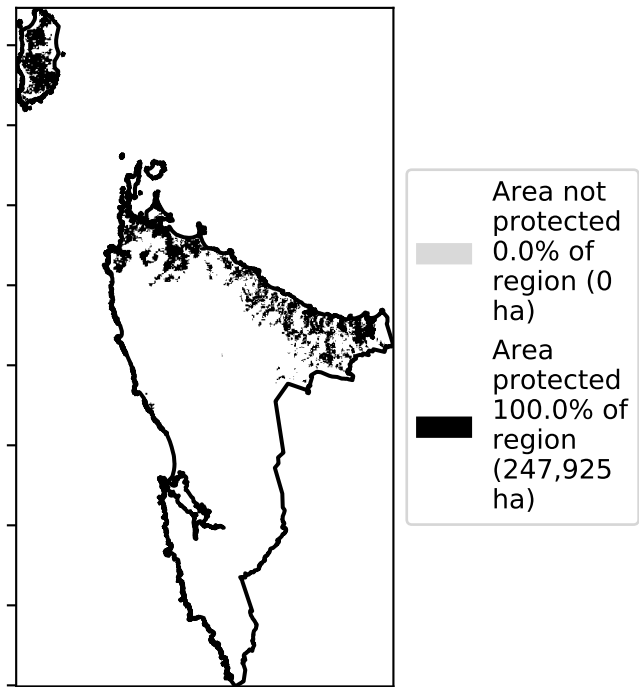 Area not
protected
0.0% of
region (0
ha)
Area
protected
100.0% of
region
(247,925
ha)